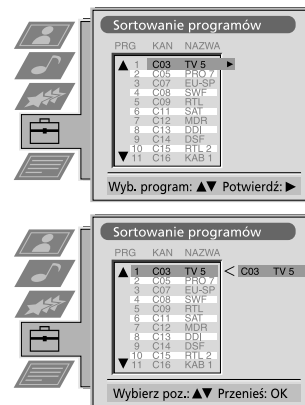 Sortowanie programów
PRG KAN NAZWA
1 C03 TV 5
2 C05 PRO 7
3 C07 EU-SP
4 C08 SWF
5 C09 RTL
6 C11 SAT
7 C12 MDR
8 C13 DDI
9 C14 DSF
10 C15 RTL 2
11 C16 KAB 1
Wyb. program: ▲▼ Potwierdź: ▶
Sortowanie programów
PRG KAN NAZWA
1 C03 TV 5 < C03 TV 5
2 C05 PRO 7
3 C07 EU-SP
4 C08 SWF
5 C09 RTL
6 C11 SAT
7 C12 MDR
8 C13 DDI
9 C14 DSF
10 C15 RTL 2
11 C16 KAB 1
Wybierz poz.: ▲▼ Przenieś: OK